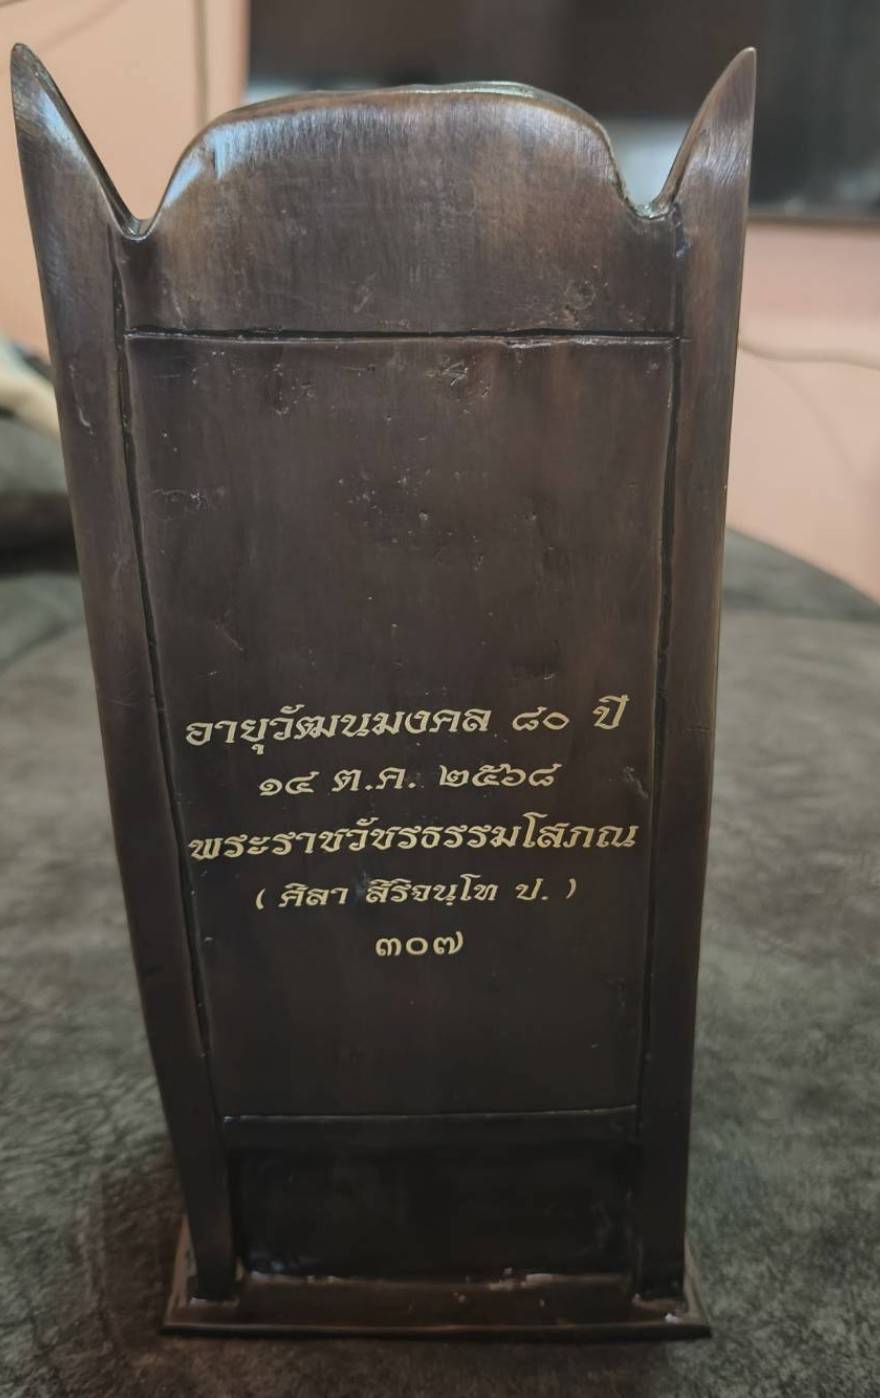 อายุวัฒนมงคล ๘๐ ปี
๑๔ ต.ค. ๒๕๖๘
พระราชวัชรธรรมโสภณ
( ศิลา สิริจนฺโท ป. )
๓๐๗